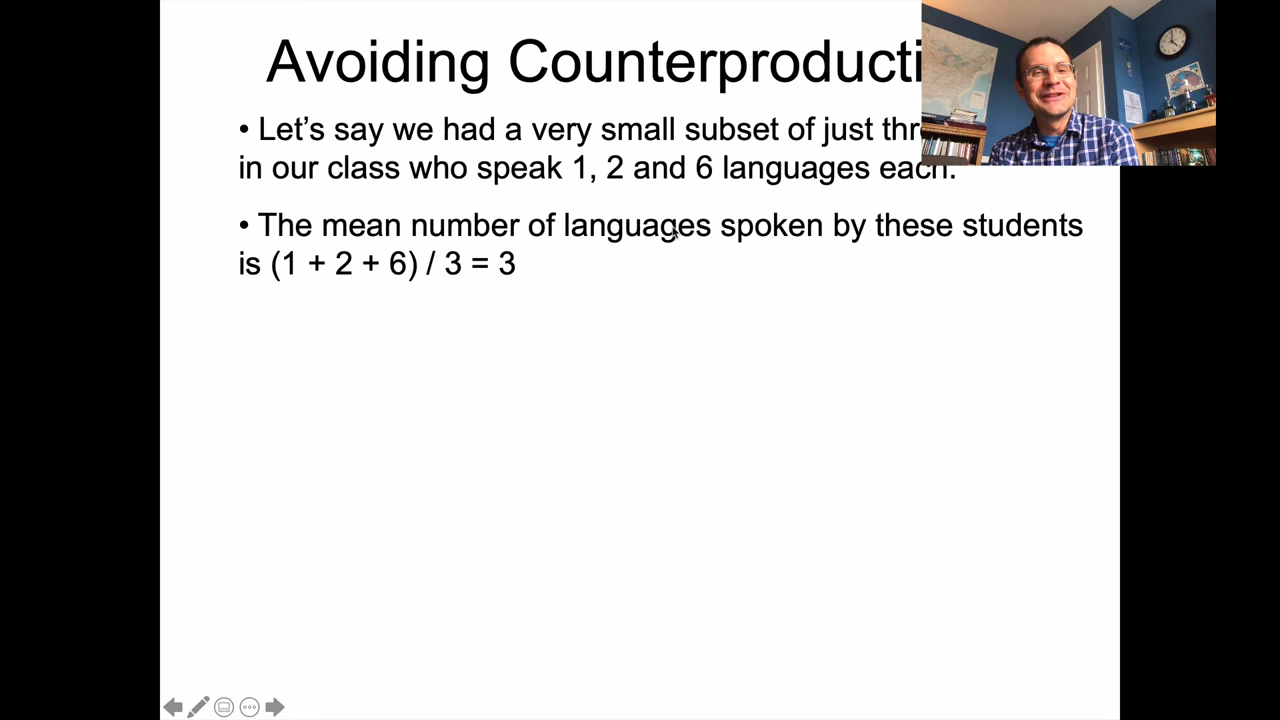 Avoiding Counterproducti
• Let’s say we had a very small subset of just
in our class who speak 1, 2 and 6 languages each.
• The mean number of languages spoken by these students
is (1 + 2 + 6) / 3 = 3